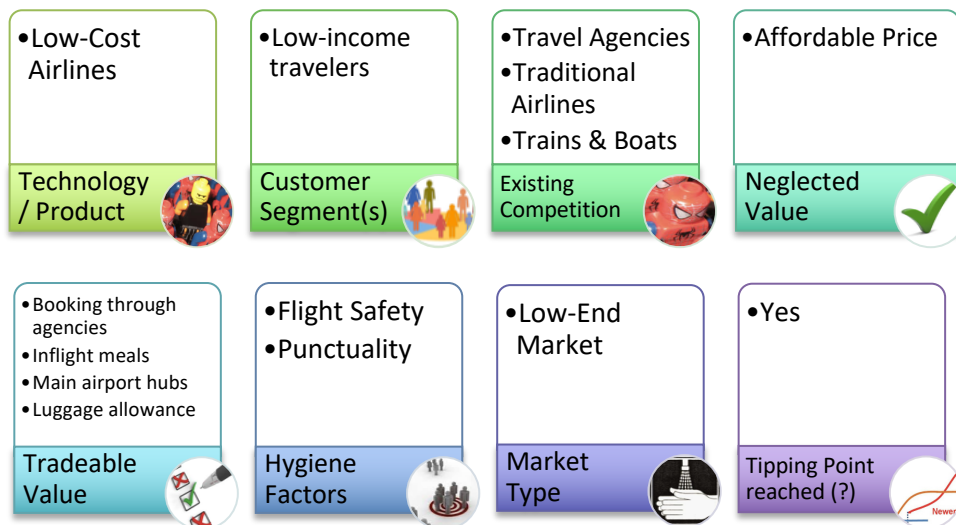 •Low-Cost
Airlines
Technology
/ Product
•Low-income
travelers
Customer
Segment(s)
•Travel Agencies
•Traditional
Airlines
•Trains & Boats
Existing
Competition
•Affordable Price
Neglected
Value
•Booking through
agencies
•Inflight meals
•Main airport hubs
•Luggage allowance
Tradeable
Value
•Flight Safety
•Punctuality
Hygiene
Factors
•Low-End
Market
Market
Type
•Yes
Tipping Point
reached (?)
Newer